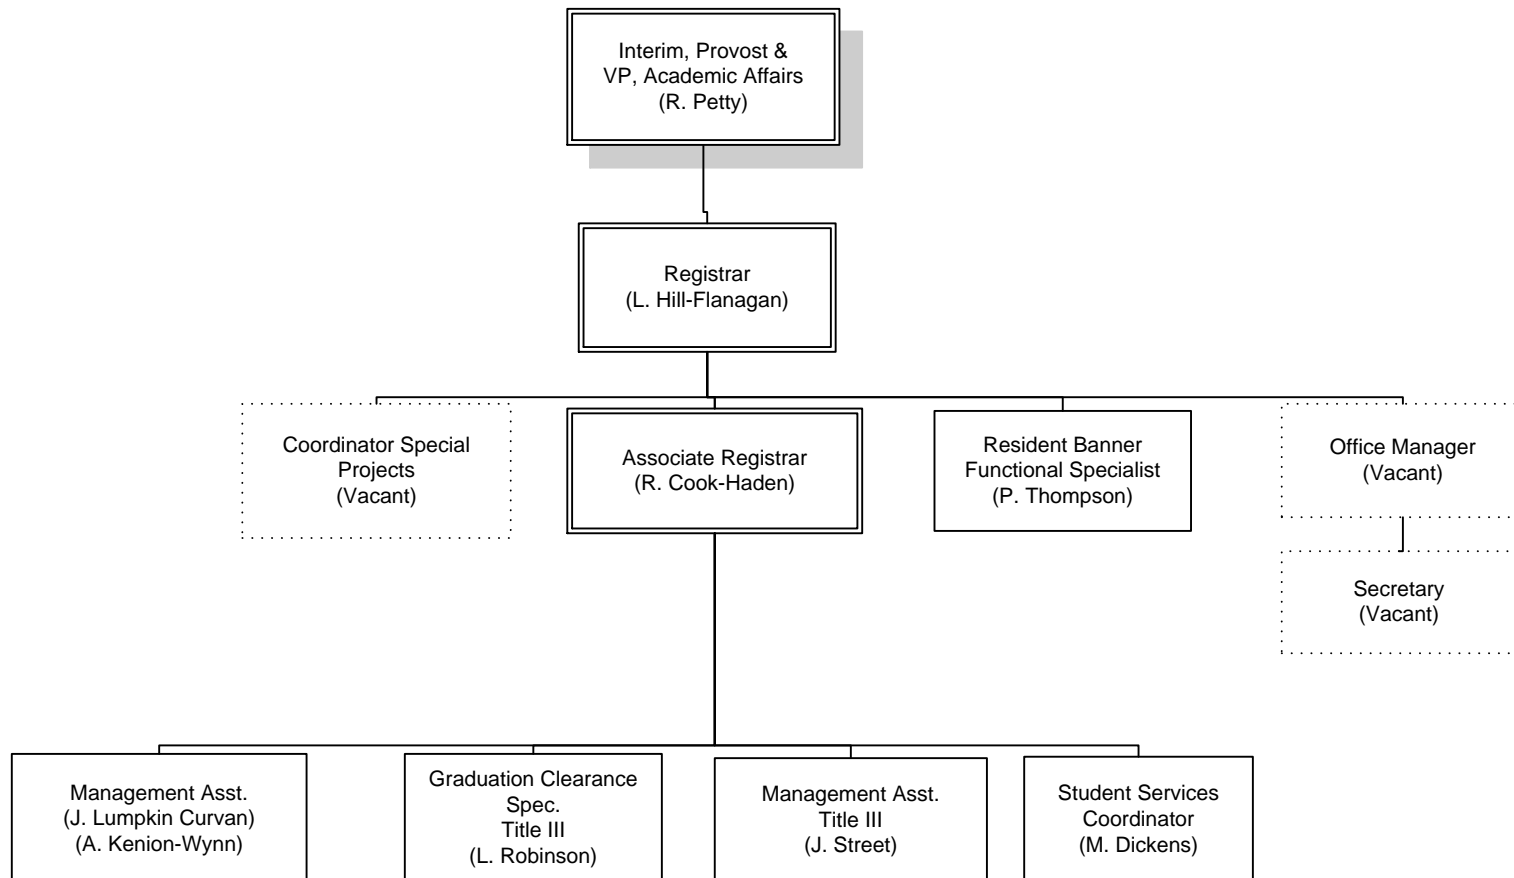 Interim, Provost &
VP, Academic Affairs
(R. Petty)
Registrar
(L. Hill-Flanagan)
Coordinator Special
Projects
(Vacant)
Associate Registrar
(R. Cook-Haden)
Resident Banner
Functional Specialist
(P. Thompson)
Office Manager
(Vacant)
Secretary
(Vacant)
Management Asst.
(J. Lumpkin Curvan)
(A. Kenion-Wynn)
Graduation Clearance
Spec.
Title III
(L. Robinson)
Management Asst.
Title III
(J. Street)
Student Services
Coordinator
(M. Dickens)